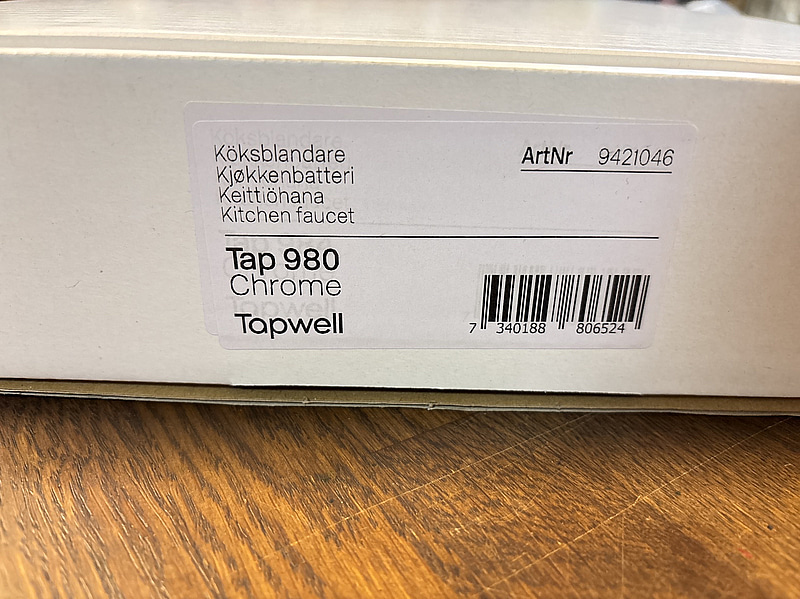 Köksblandare
Kjøkkenbatteri
Keittiöhana
Kitchen faucet
ArtNr 9421046
Tap 980
Chrome
Tapwell
7 340188 806524